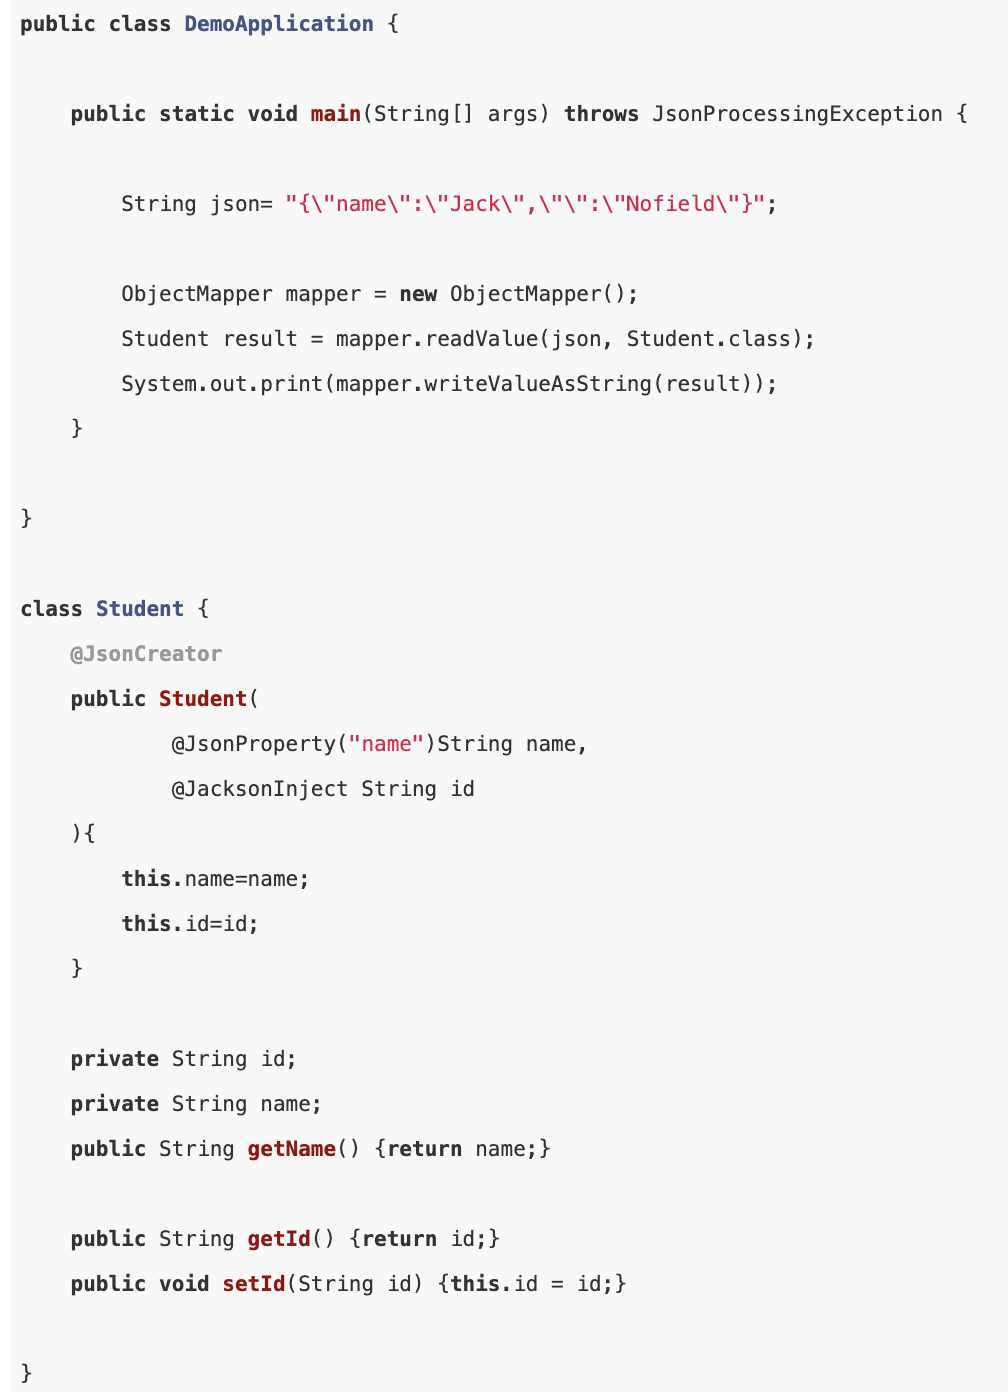 public class DemoApplication {
    public static void main(String[] args) throws JsonProcessingException {
        String json= "{\"name\":\"Jack\",\"\":\"Nofield\"}";
        ObjectMapper mapper = new ObjectMapper();
        Student result = mapper.readValue(json, Student.class);
        System.out.print(mapper.writeValueAsString(result));
    }
}
class Student {
    @JsonCreator
    public Student(
            @JsonProperty("name")String name,
            @JacksonInject String id
    ){
        this.name=name;
        this.id=id;
    }
    private String id;
    private String name;
    public String getName() {return name;}
    public String getId() {return id;}
    public void setId(String id) {this.id = id;}
}